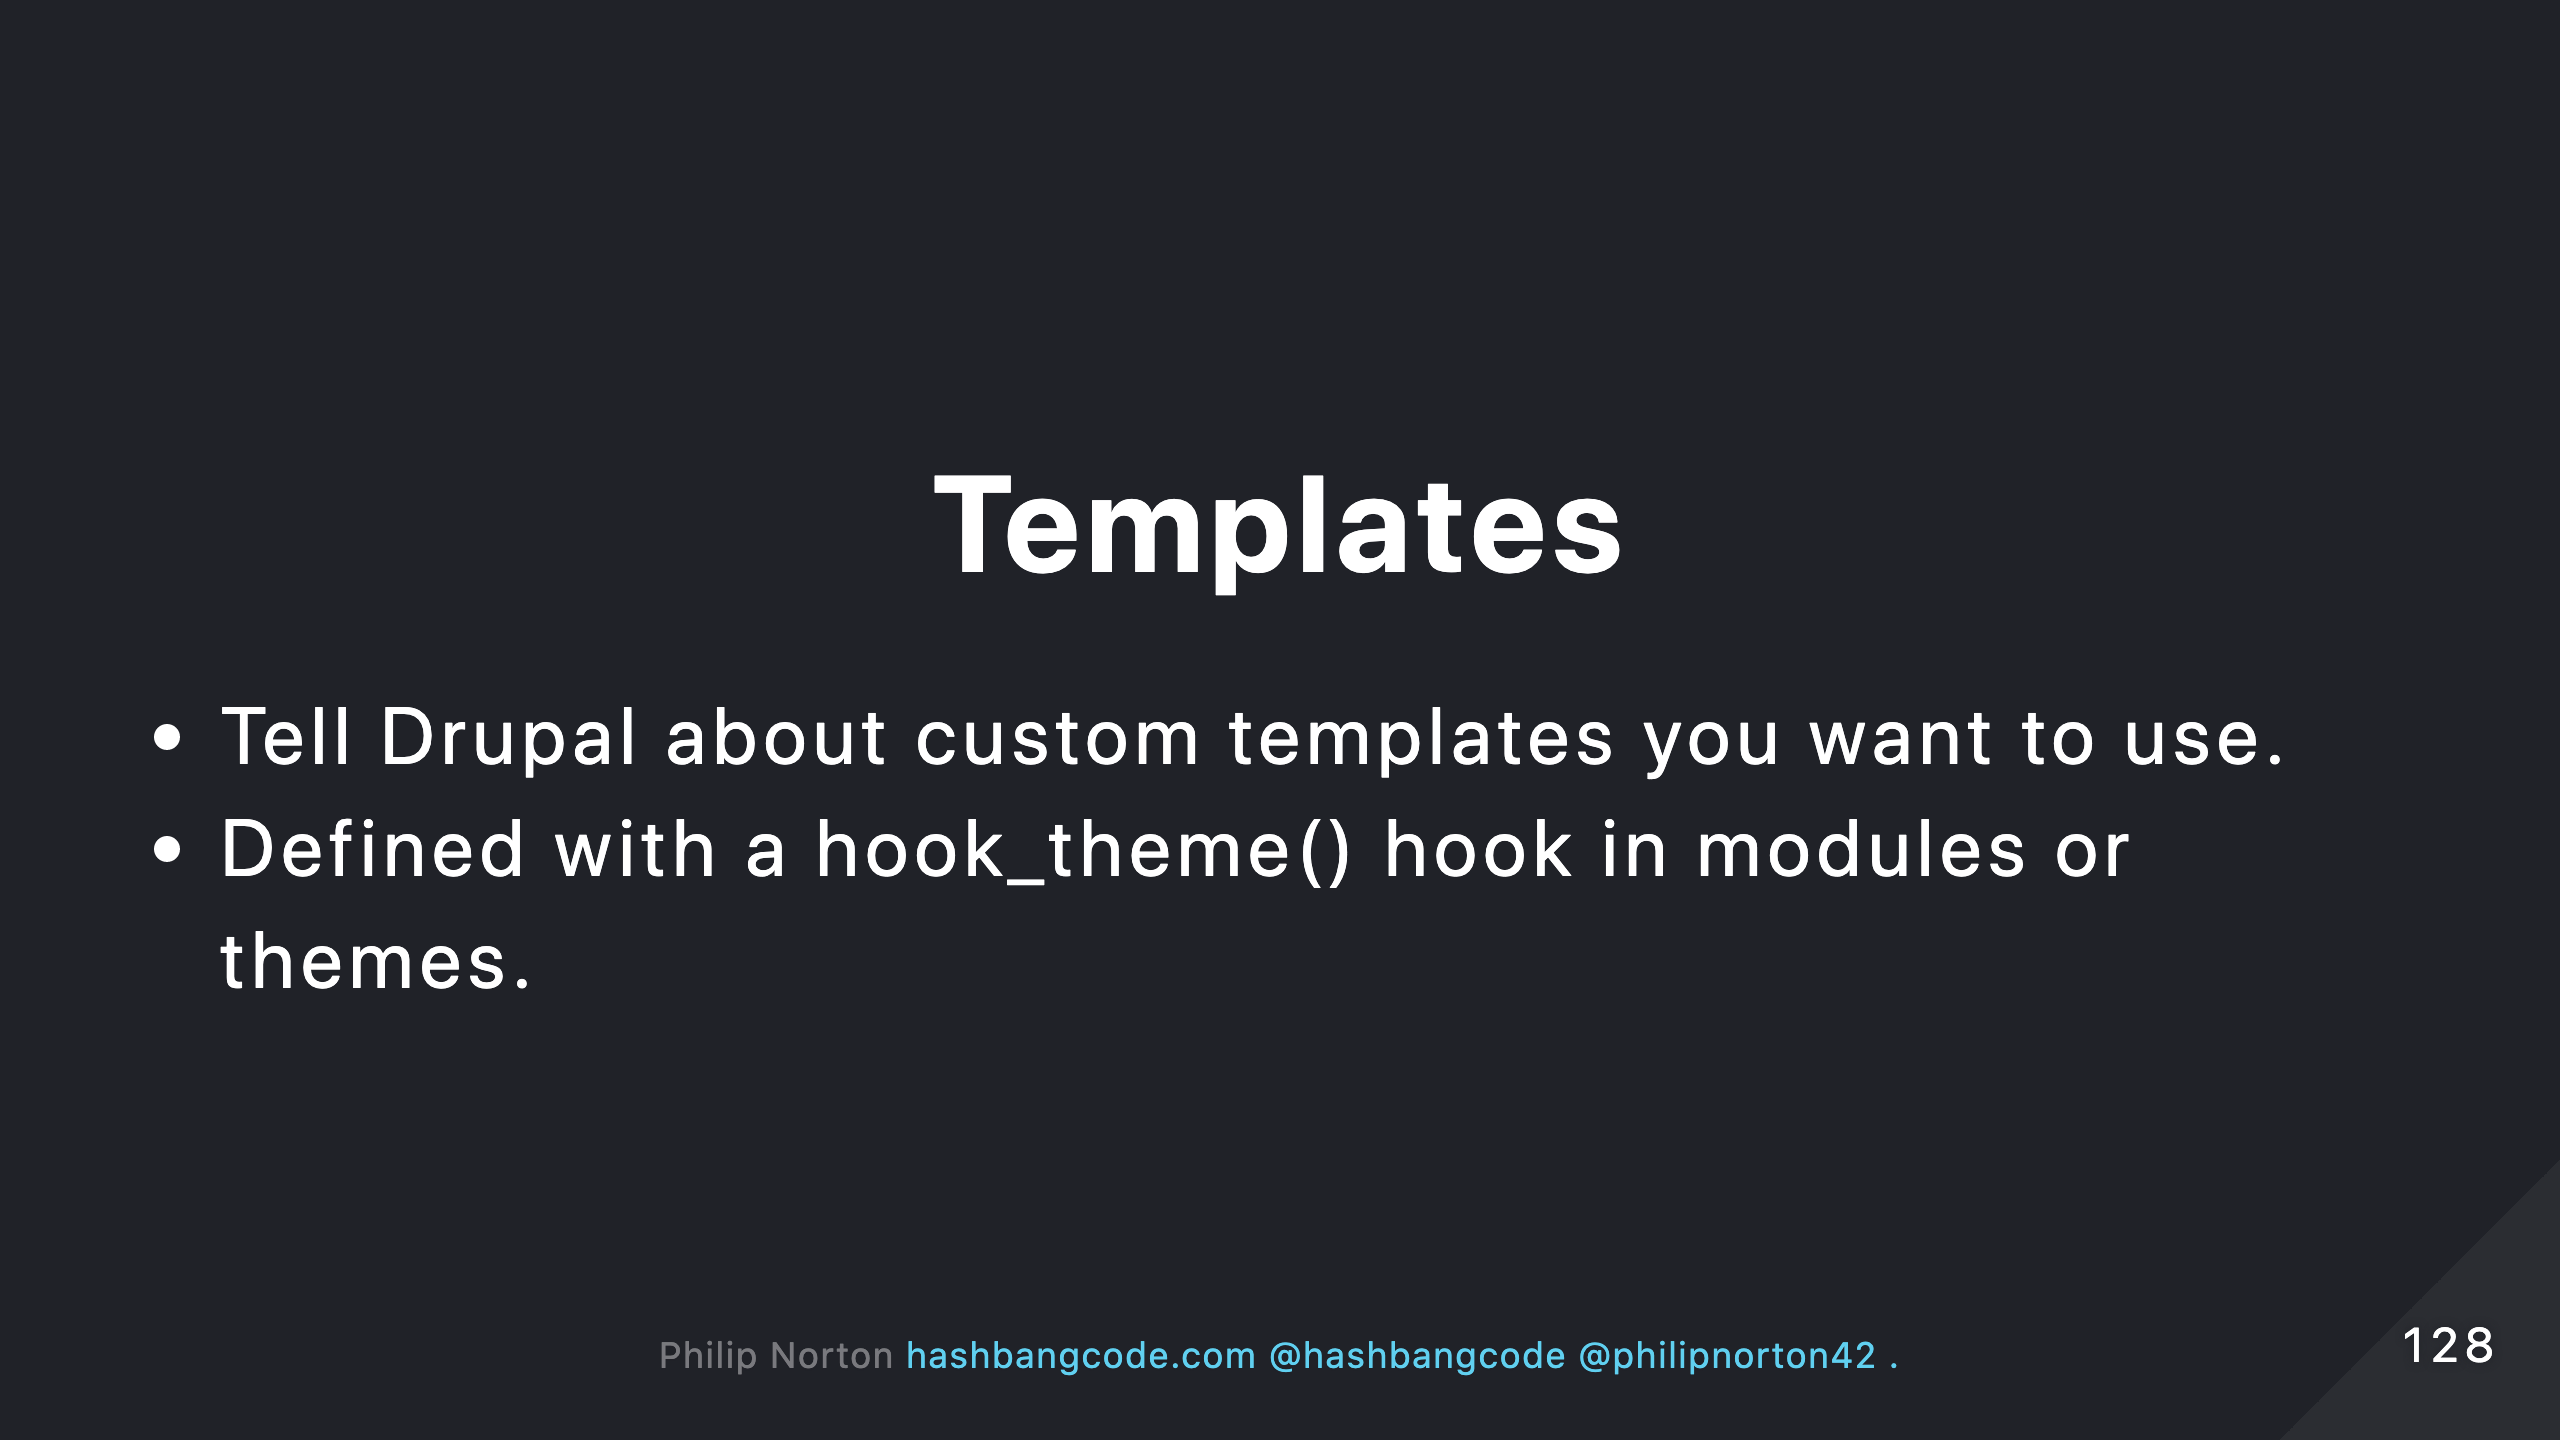 Templates
• Tell Drupal about custom templates you want to use.
• Defined with a hook_theme() hook in modules or
themes.
Philip Norton hashbangcode.com @hashbangcode @philipnorton42 .
128